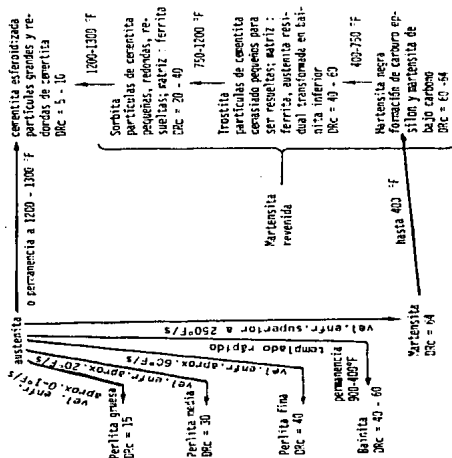 austenita
o permanencia a 1200 - 1300 °F
cementita esferoidizada
partículas grandes y re-
dondas de cementita
DRc = 5 - 16
1200-1300 °F
Sorbita
partículas de cementita
pequeñas, redondas, re-
sueltas; matriz : ferrita
DRc = 20 - 40
750-1200 °F
Trostita
partículas de cementita
demasiado pequeños para
ser resueltas; matriz :
ferrita, austenita resi-
dual transformada en bai-
nita inferior
DRc = 40 - 60
400-750 °F
Martensita negra
formación de carburo ep-
silon y martensita de
bajo carbono
DRc = 60 -64
Martensita
revenida
hasta 400 °F
vel. enfr.
aprox. 0-1°F/s
Perlita gruesa
DRc = 15
vel. enfr. aprox. 20°F/s
Perlita media
DRc = 30
vel. enfr. aprox. 60°F/s
Perlita fina
DRc = 40
templado rápido
permanencia
900-400°F
Bainita
DRc = 40 - 60
vel. enfr. superior a 250°F/s
Martensita
DRc = 64